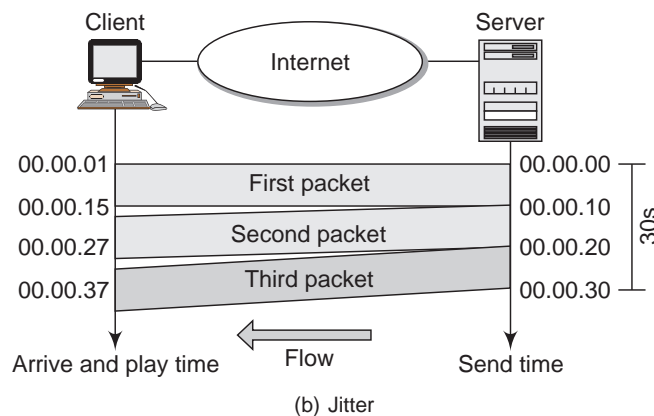 Client
Server
Internet
00.00.01
00.00.00
First packet
00.00.15
00.00.10
Second packet
00.00.27
00.00.20
Third packet
00.00.37
00.00.30
30s
Flow
Arrive and play time
Send time
(b) Jitter